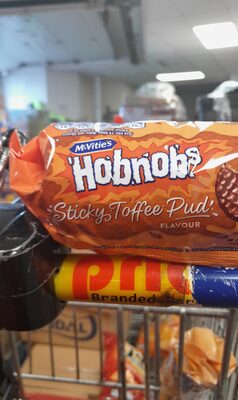 McVitie's
Hobnobs
Sticky Toffee Pud
FLAVOUR
Branded